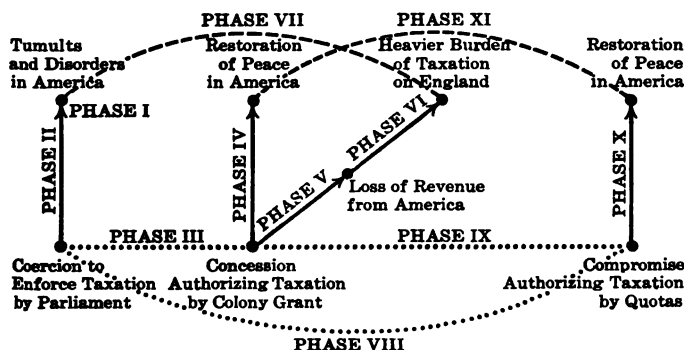 PHASE VII
PHASE XI
Tumults
and Disorders
in America
Restoration
of Peace
in America
Heavier Burden
of Taxation
on England
Restoration
of Peace
in America
PHASE I
PHASE II
PHASE IV
PHASE V
PHASE VI
PHASE X
Loss of Revenue
from America
PHASE III
PHASE IX
Coercion to
Enforce Taxation
by Parliament
Concession
Authorizing Taxation
by Colony Grant
Compromise
Authorizing Taxation
by Quotas
PHASE VIII